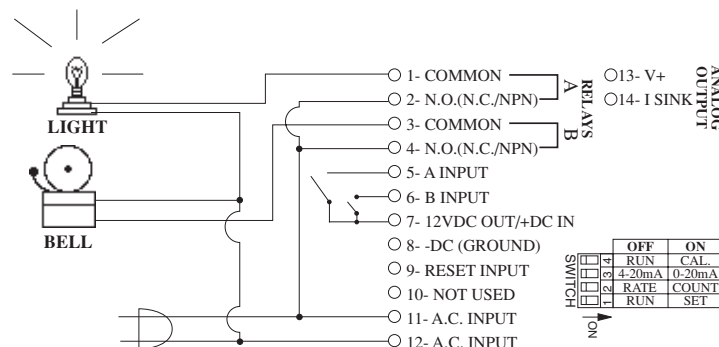 LIGHT
BELL
1- COMMON
2- N.O.(N.C./NPN)
3- COMMON
4- N.O.(N.C./NPN)
5- A INPUT
6- B INPUT
7- 12VDC OUT/+DC IN
8- -DC (GROUND)
9- RESET INPUT
10- NOT USED
11- A.C. INPUT
12- A.C. INPUT
A
B
RELAYS
13- V+
14- I SINK
ANALOG
OUTPUT
SWITCH
OFF ON
4 RUN CAL.
3 4-20mA 0-20mA
2 RATE COUNT
1 RUN SET
ON